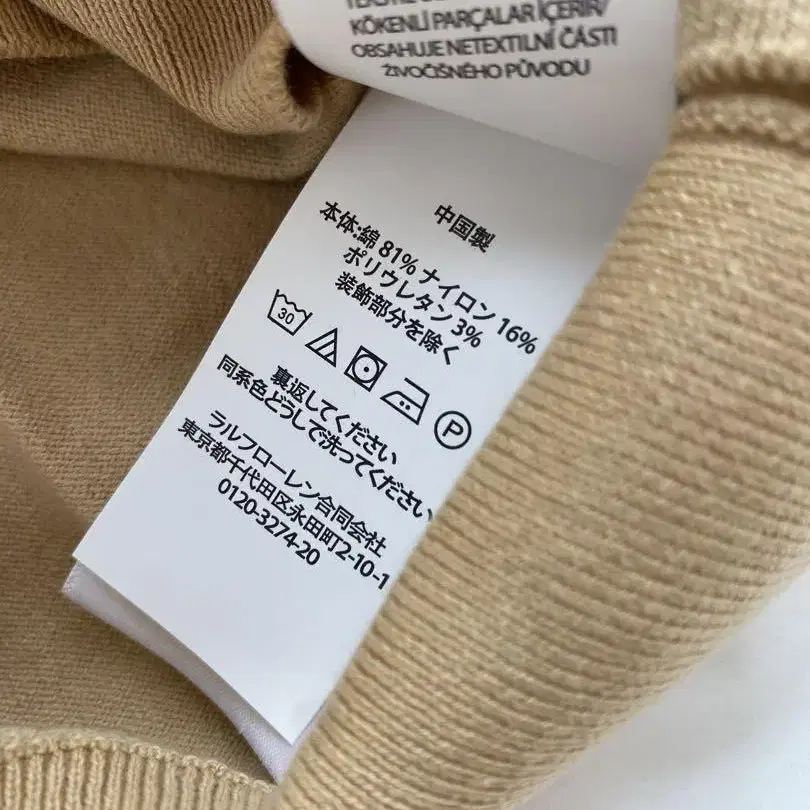 KÖKENLİ PARÇALAR İÇERİR/
OBSAHUJE NETEXTILNÍ ČÁSTI
ŽIVOČIŠNÉHO PŮVODU
中国製
本体:綿 81% ナイロン 16%
ポリウレタン 3%
装飾部分を除く
30
P
裏返してください
同系色どうしで洗ってください
ラルフローレン合同会社
東京都千代田区永田町2-10-1
0120-3274-20